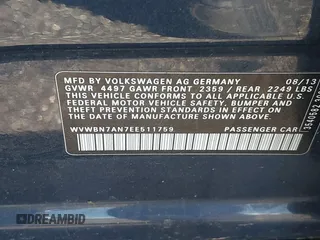 MFD. BY VOLKSWAGEN AG GERMANY 08/13
GVWR 4497 GAWR FRONT 2359 / REAR 2249 LBS
THIS VEHICLE CONFORMS TO ALL APPLICABLE U.S.
FEDERAL MOTOR VEHICLE SAFETY, BUMPER AND
THEFT PREVENTION STANDARDS IN EFFECT ON
THE DATE OF MANUFACTURE SHOWN ABOVE.
WVWBN7AN7EE511759 PASSENGER CAR
DREAMBID